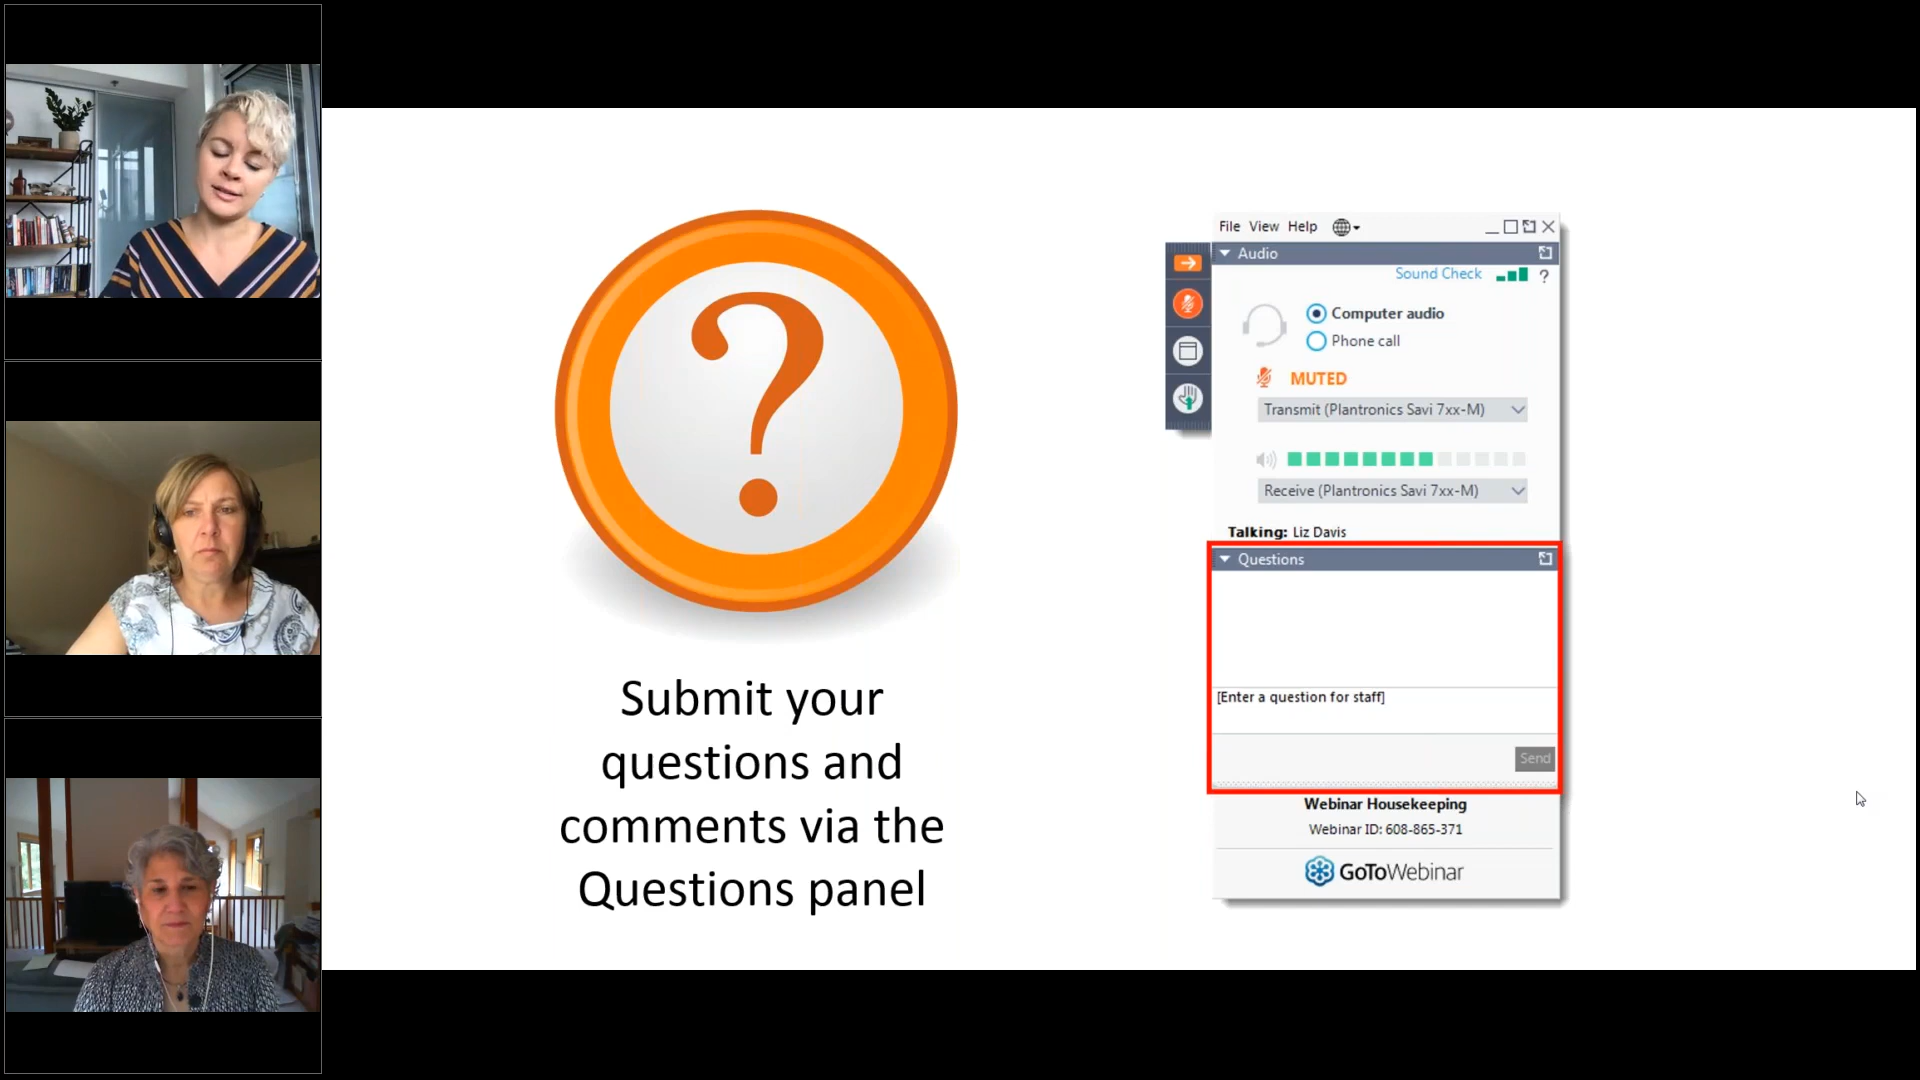 Submit your
questions and
comments via the
Questions panel
File View Help
Audio
Sound Check ?
Computer audio
Phone call
MUTED
Transmit (Plantronics Savi 7xx-M)
Receive (Plantronics Savi 7xx-M)
Talking: Liz Davis
Questions
[Enter a question for staff]
Send
Webinar Housekeeping
Webinar ID: 608-865-371
GoToWebinar